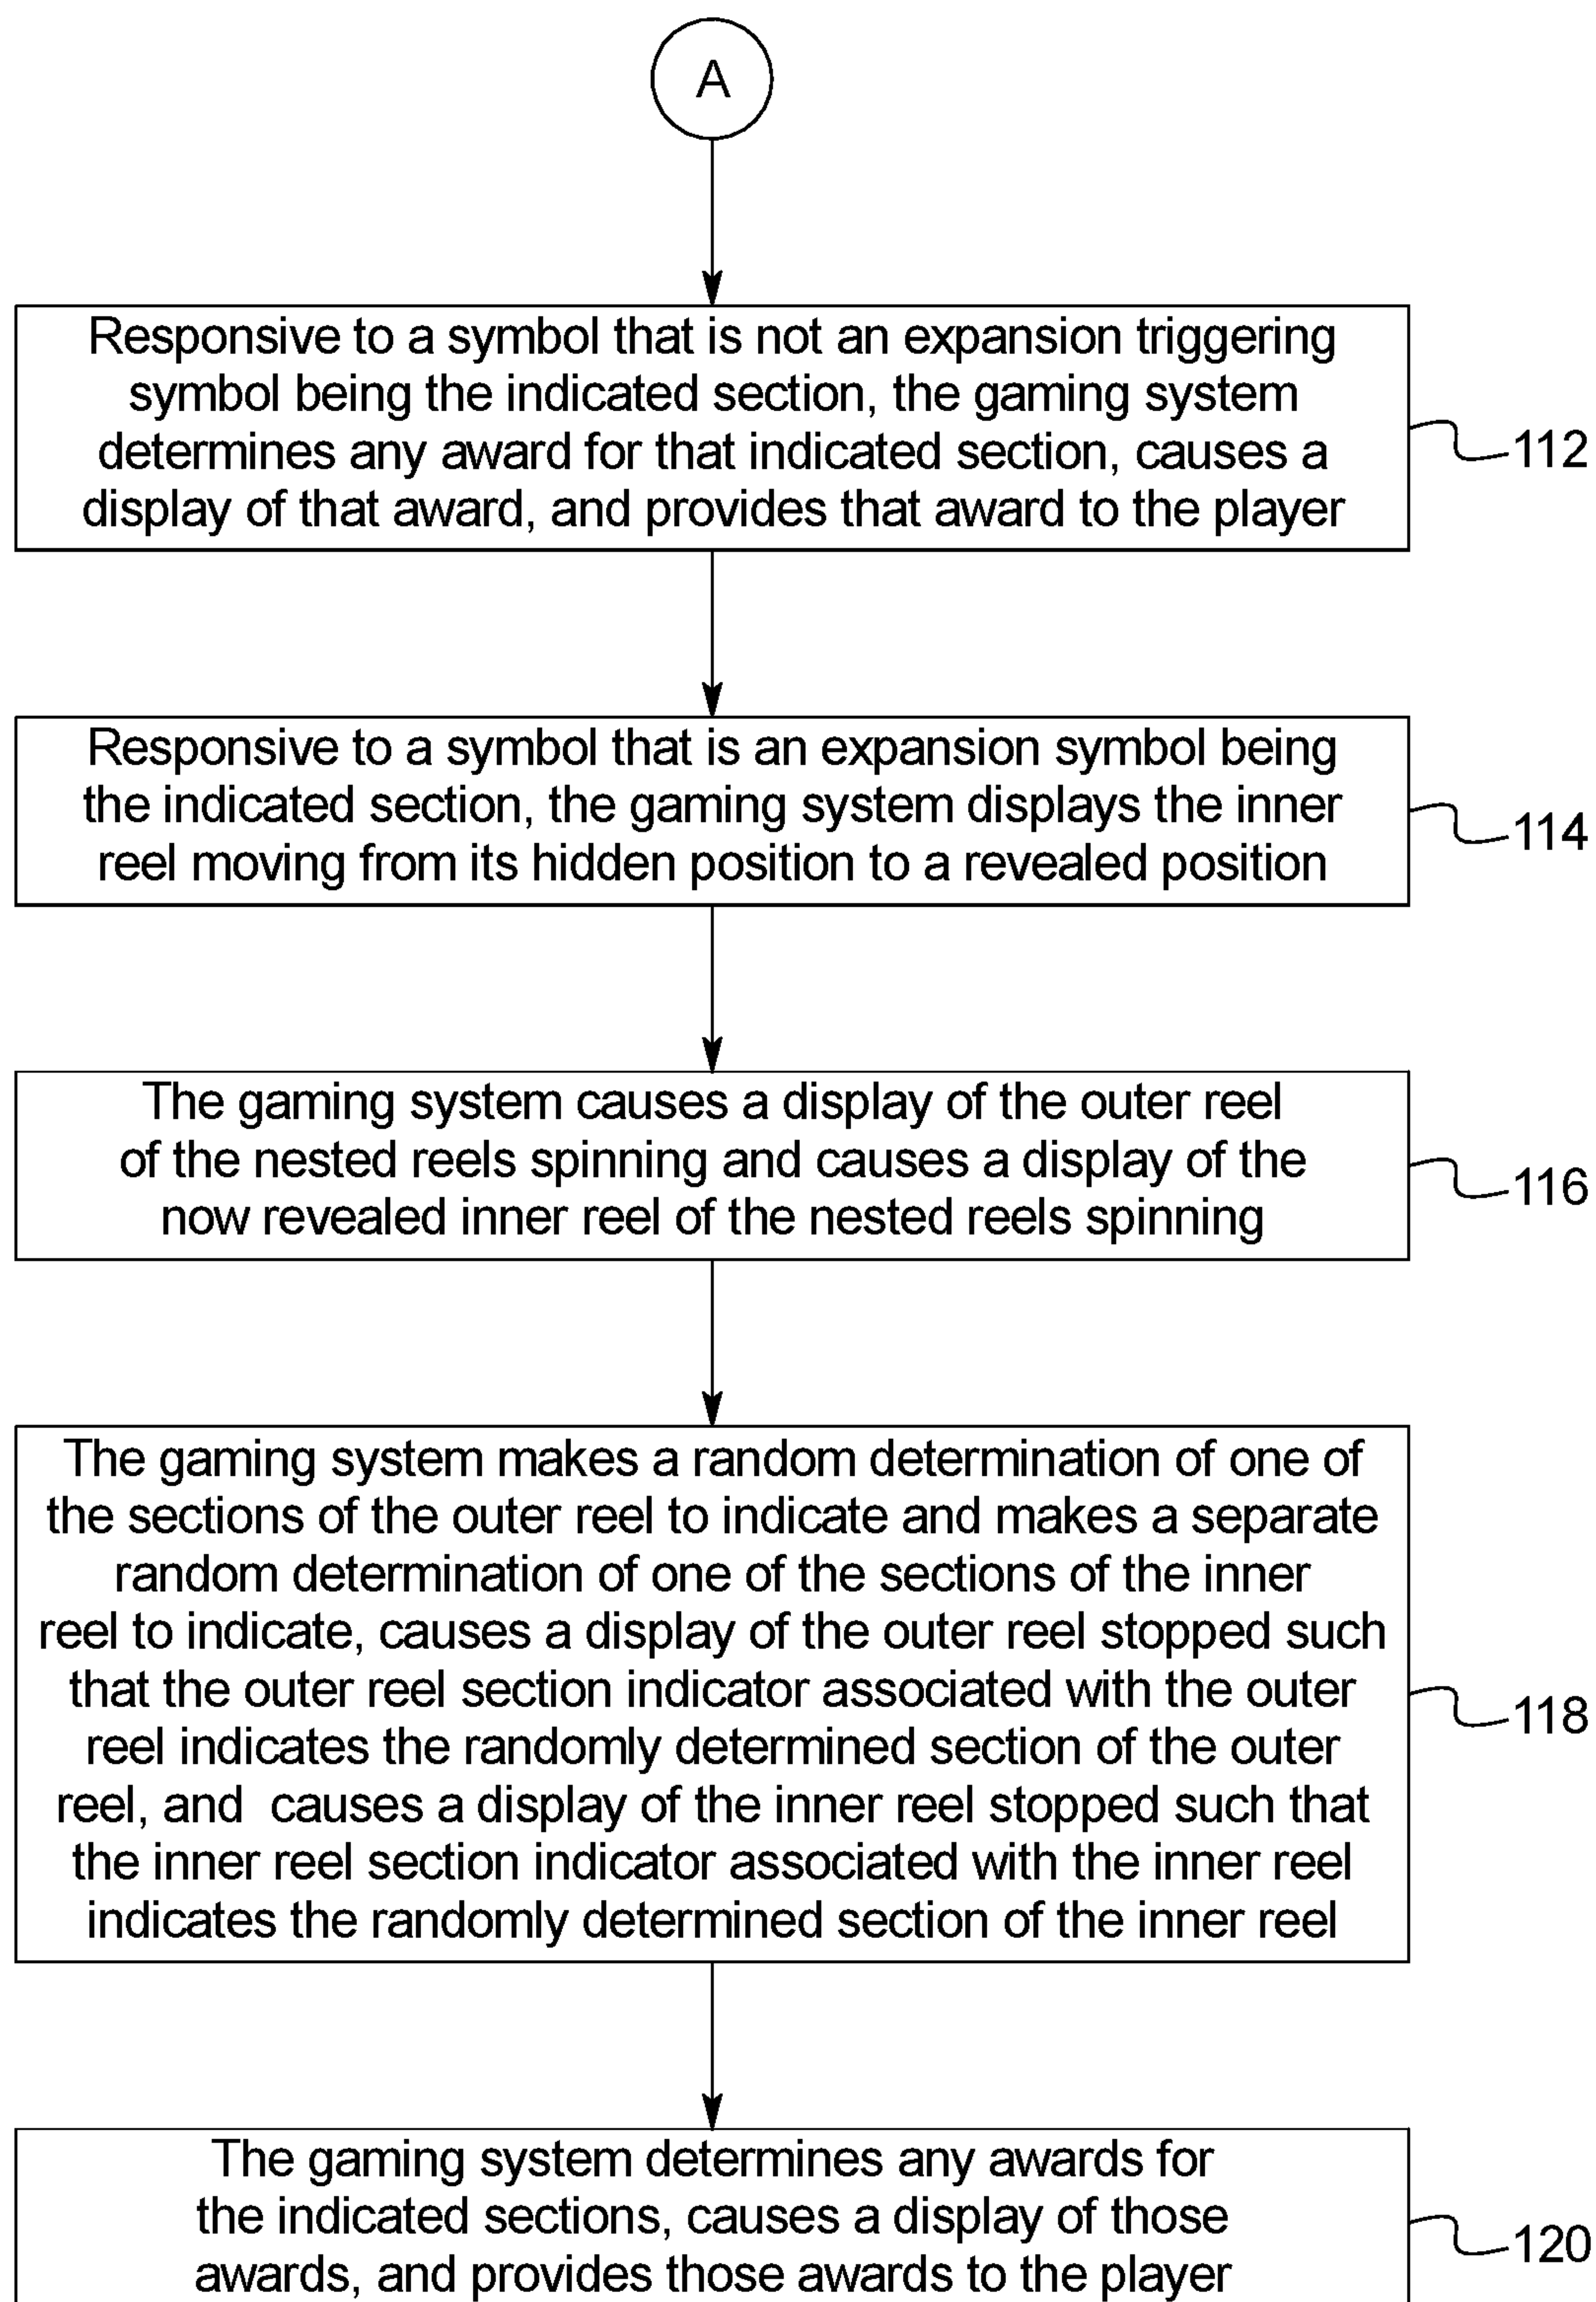 A
Responsive to a symbol that is not an expansion triggering
symbol being the indicated section, the gaming system
determines any award for that indicated section, causes a
display of that award, and provides that award to the player
112
Responsive to a symbol that is an expansion symbol being
the indicated section, the gaming system displays the inner
reel moving from its hidden position to a revealed position
114
The gaming system causes a display of the outer reel
of the nested reels spinning and causes a display of the
now revealed inner reel of the nested reels spinning
116
The gaming system makes a random determination of one of
the sections of the outer reel to indicate and makes a separate
random determination of one of the sections of the inner
reel to indicate, causes a display of the outer reel stopped such
that the outer reel section indicator associated with the outer
reel indicates the randomly determined section of the outer
reel, and  causes a display of the inner reel stopped such that
the inner reel section indicator associated with the inner reel
indicates the randomly determined section of the inner reel
118
The gaming system determines any awards for
the indicated sections, causes a display of those
awards, and provides those awards to the player
120